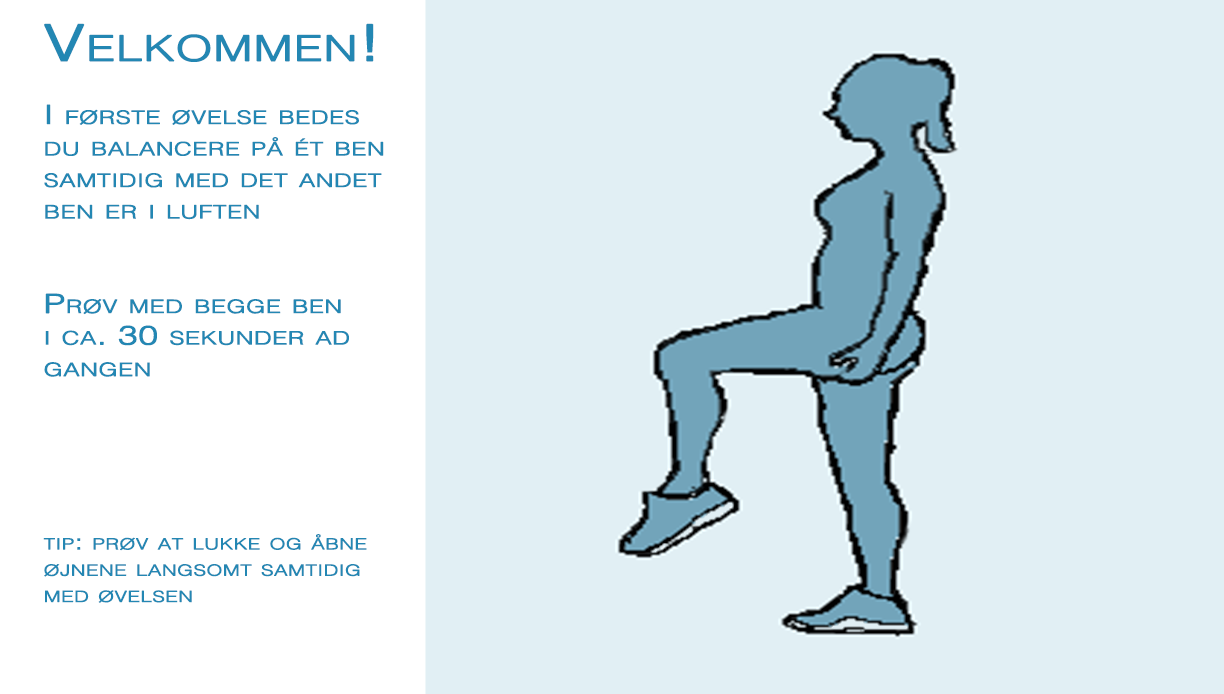 Velkommen!
I første øvelse bedes
du balancere på ét ben
samtidig med det andet
ben er i luften
Prøv med begge ben
i ca. 30 sekunder ad
gangen
tip: prøv at lukke og åbne
øjnene langsomt samtidig
med øvelsen